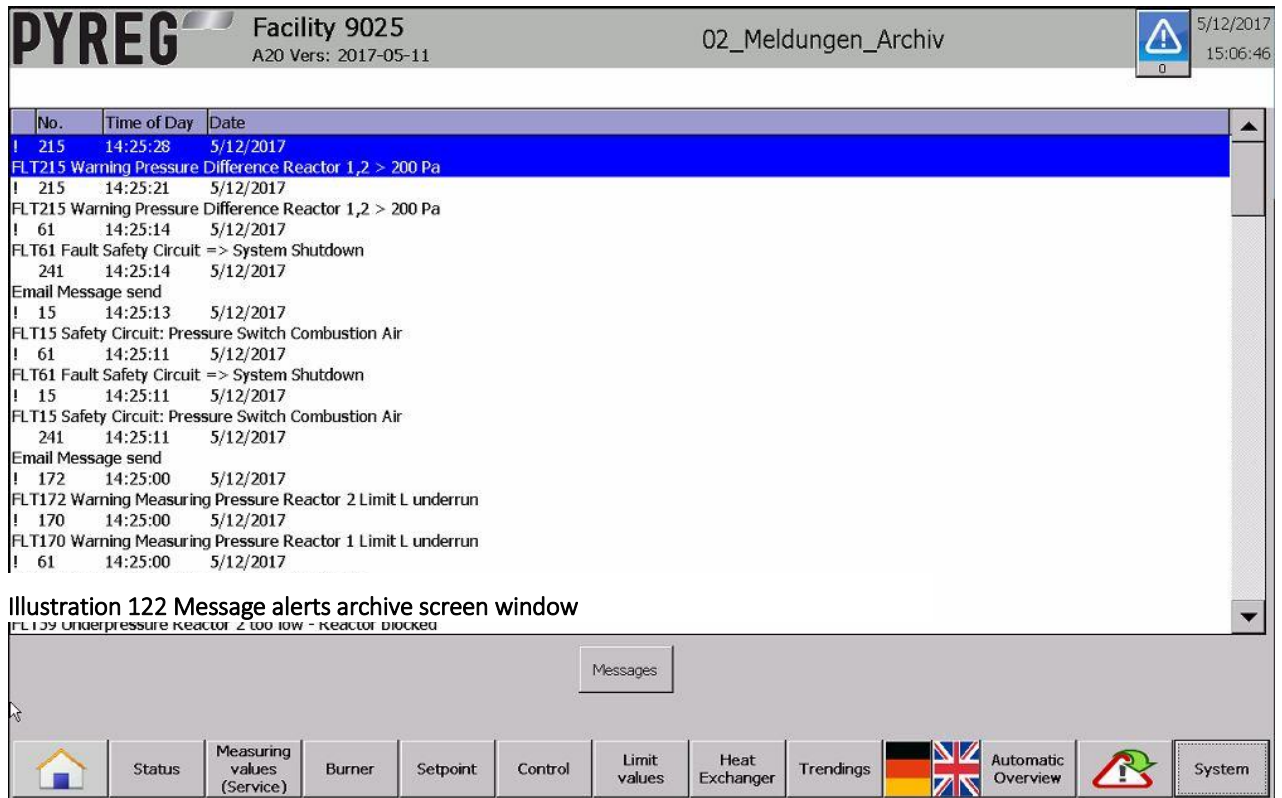 PYREG Facility 9025 02_Meldungen_Archiv 5/12/2017
A20 Vers: 2017-05-11 15:06:46
0
No. Time of Day Date
! 215 14:25:28 5/12/2017
FLT215 Warning Pressure Difference Reactor 1,2 > 200 Pa
! 215 14:25:21 5/12/2017
FLT215 Warning Pressure Difference Reactor 1,2 > 200 Pa
! 61 14:25:14 5/12/2017
FLT61 Fault Safety Circuit => System Shutdown
241 14:25:14 5/12/2017
Email Message send
! 15 14:25:13 5/12/2017
FLT15 Safety Circuit: Pressure Switch Combustion Air
! 61 14:25:11 5/12/2017
FLT61 Fault Safety Circuit => System Shutdown
! 15 14:25:11 5/12/2017
FLT15 Safety Circuit: Pressure Switch Combustion Air
241 14:25:11 5/12/2017
Email Message send
! 172 14:25:00 5/12/2017
FLT172 Warning Measuring Pressure Reactor 2 Limit L underrun
! 170 14:25:00 5/12/2017
FLT170 Warning Measuring Pressure Reactor 1 Limit L underrun
! 61 14:25:00 5/12/2017
Illustration 122 Message alerts archive screen window
FLT59 Underpressure Reactor 2 too low - Reactor blocked
Messages
Status
Measuring
values
(Service)
Burner
Setpoint
Control
Limit
values
Heat
Exchanger
Trendings
Automatic
Overview
System